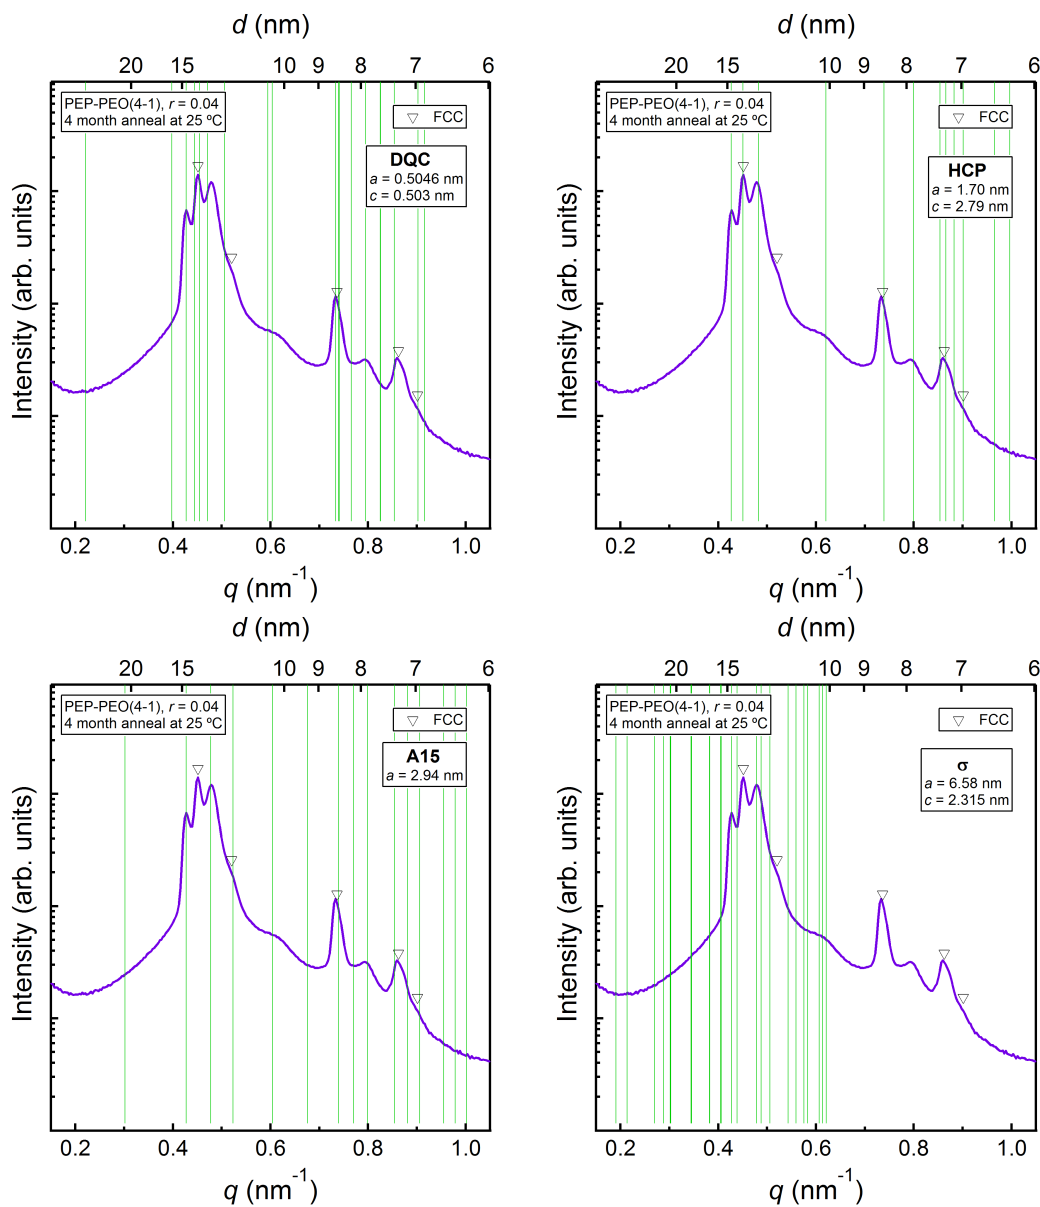 d (nm)
20 15 10 9 8 7 6
PEP-PEO(4-1), r = 0.04
4 month anneal at 25 ºC
▽ FCC
DQC
a = 0.5046 nm
c = 0.503 nm
Intensity (arb. units)
0.2 0.4 0.6 0.8 1.0
q (nm⁻¹)
d (nm)
20 15 10 9 8 7 6
PEP-PEO(4-1), r = 0.04
4 month anneal at 25 ºC
▽ FCC
HCP
a = 1.70 nm
c = 2.79 nm
Intensity (arb. units)
0.2 0.4 0.6 0.8 1.0
q (nm⁻¹)
d (nm)
20 15 10 9 8 7 6
PEP-PEO(4-1), r = 0.04
4 month anneal at 25 ºC
▽ FCC
A15
a = 2.94 nm
Intensity (arb. units)
0.2 0.4 0.6 0.8 1.0
q (nm⁻¹)
d (nm)
20 15 10 9 8 7 6
PEP-PEO(4-1), r = 0.04
4 month anneal at 25 ºC
▽ FCC
σ
a = 6.58 nm
c = 2.315 nm
Intensity (arb. units)
0.2 0.4 0.6 0.8 1.0
q (nm⁻¹)